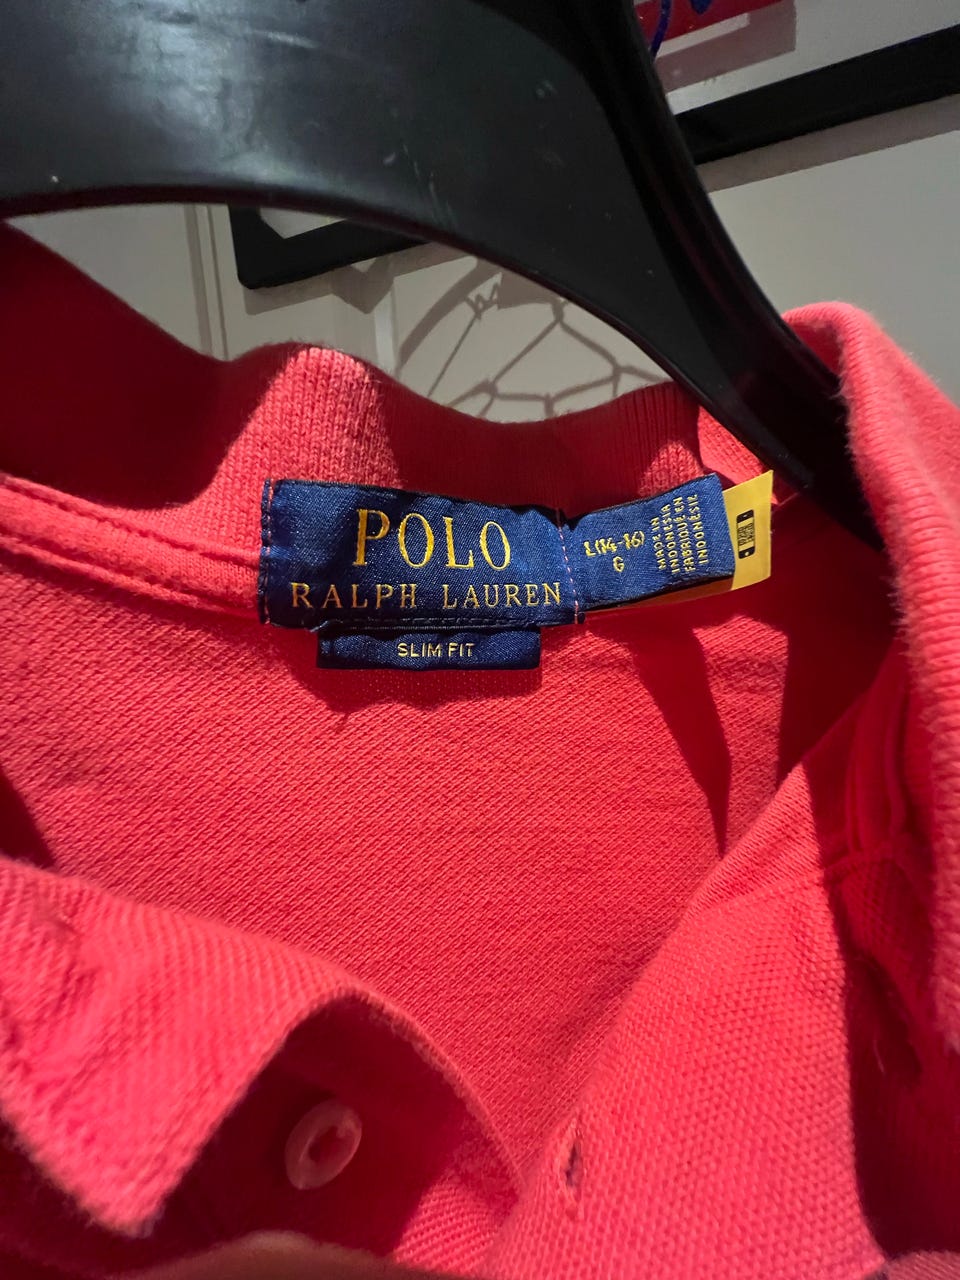 POLO
RALPH LAUREN
SLIM FIT
L(14-16)
G
MADE IN
INDONESIA
FABRIQUÉ EN
INDONÉSIE